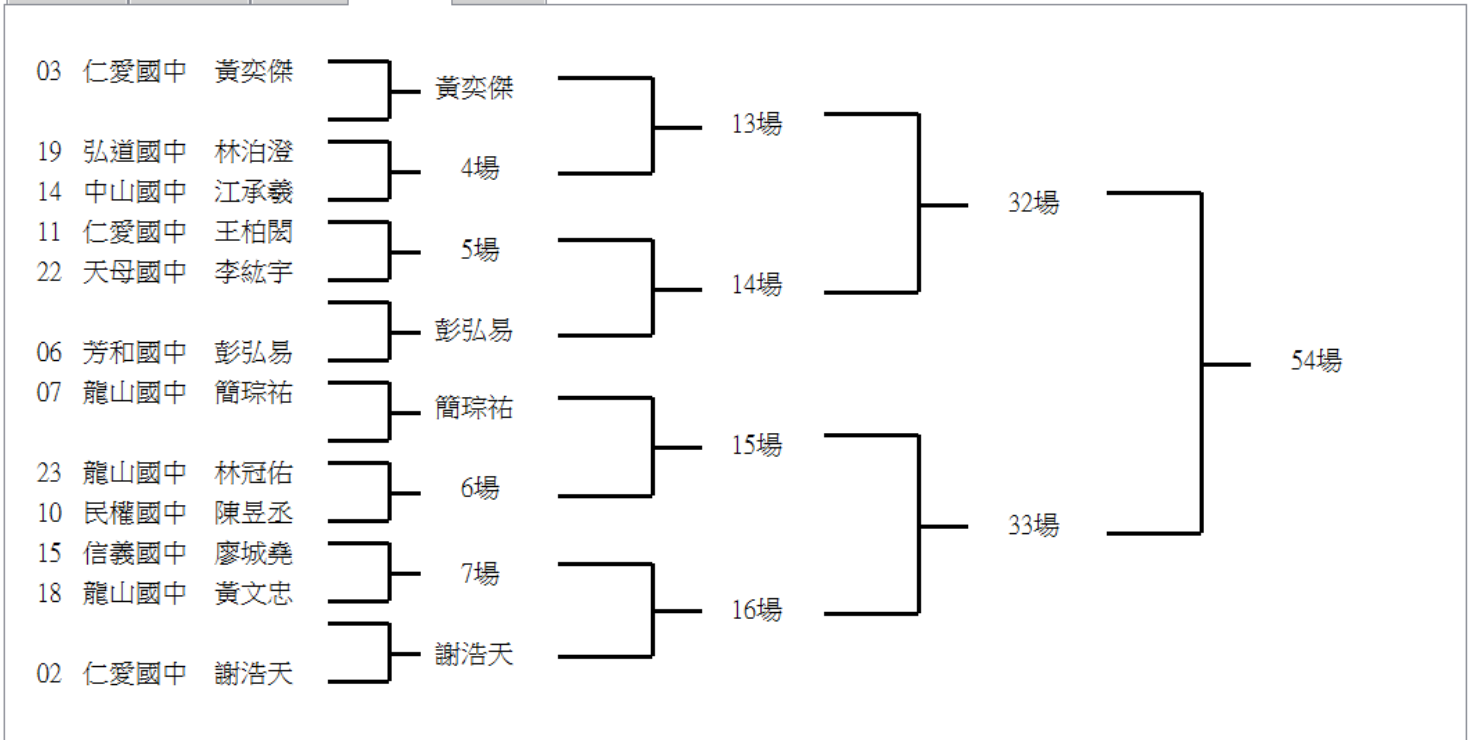 03 仁愛國中 黃奕傑
黃奕傑
13場
19 弘道國中 林泊澄
4場
14 中山國中 江承羲
32場
11 仁愛國中 王柏閎
5場
22 天母國中 李紘宇
14場
彭弘易
06 芳和國中 彭弘易
54場
07 龍山國中 簡琮祐
簡琮祐
15場
23 龍山國中 林冠佑
6場
10 民權國中 陳昱丞
33場
15 信義國中 廖城堯
7場
18 龍山國中 黃文忠
16場
謝浩天
02 仁愛國中 謝浩天